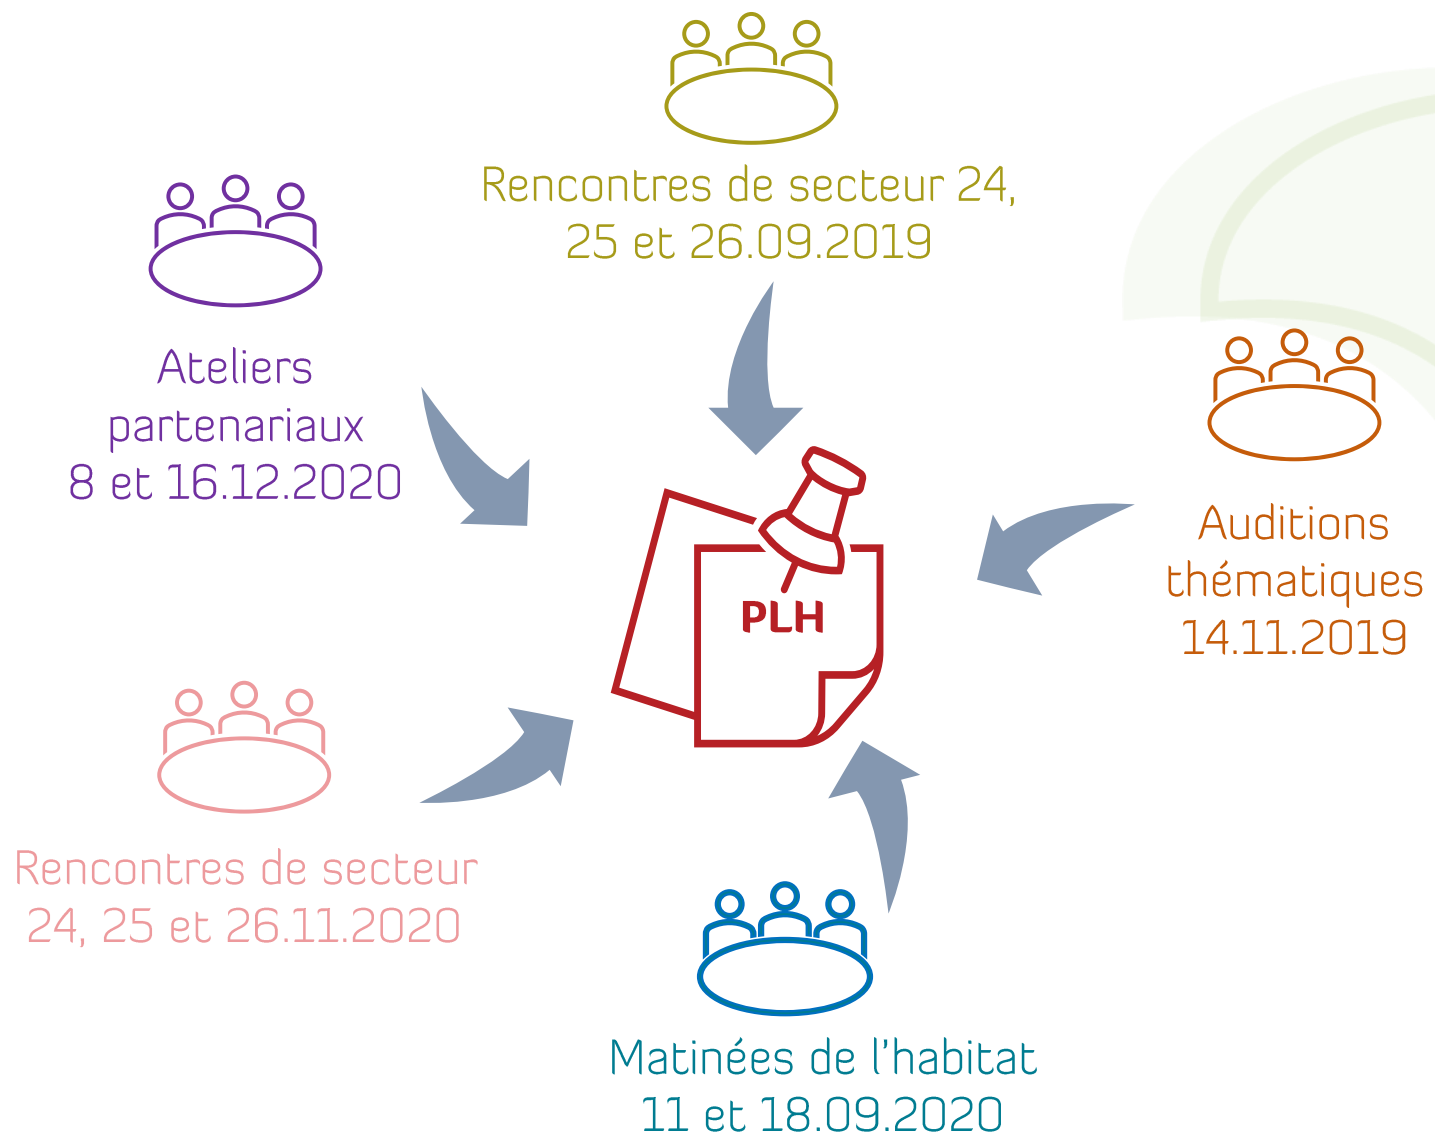 Rencontres de secteur 24,
25 et 26.09.2019
Ateliers
partenariaux
8 et 16.12.2020
Auditions
thématiques
14.11.2019
PLH
Rencontres de secteur
24, 25 et 26.11.2020
Matinées de l'habitat
11 et 18.09.2020